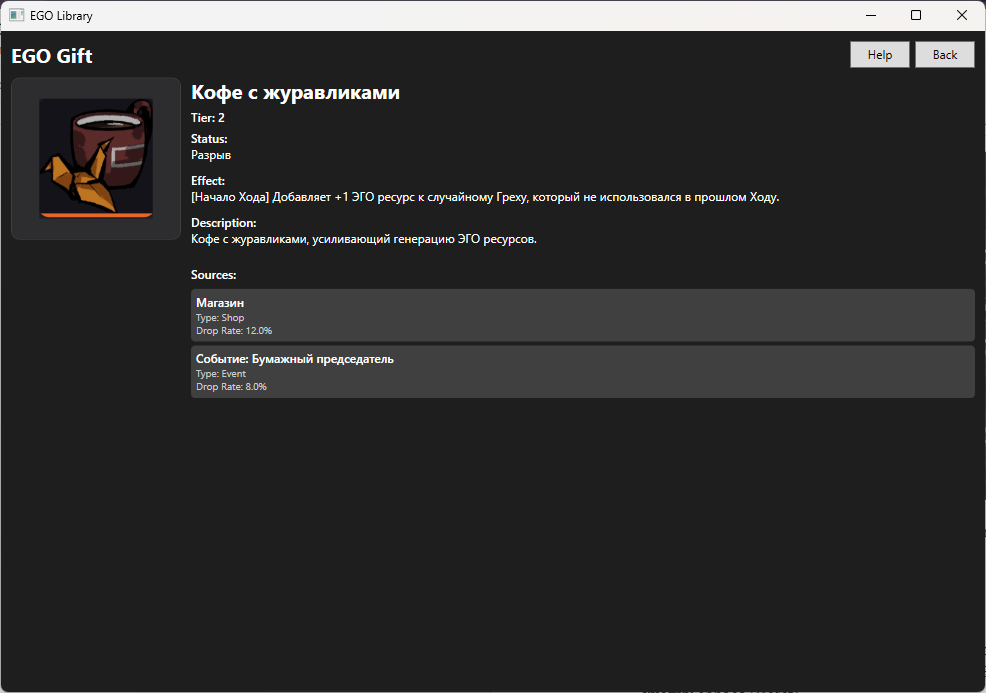 EGO Library
EGO Gift
Help
Back
Кофе с журавликами
Tier: 2
Status:
Разрыв
Effect:
[Начало Хода] Добавляет +1 ЭГО ресурс к случайному Греху, который не использовался в прошлом Ходу.
Description:
Кофе с журавликами, усиливающий генерацию ЭГО ресурсов.
Sources:
Магазин
Type: Shop
Drop Rate: 12.0%
Событие: Бумажный председатель
Type: Event
Drop Rate: 8.0%